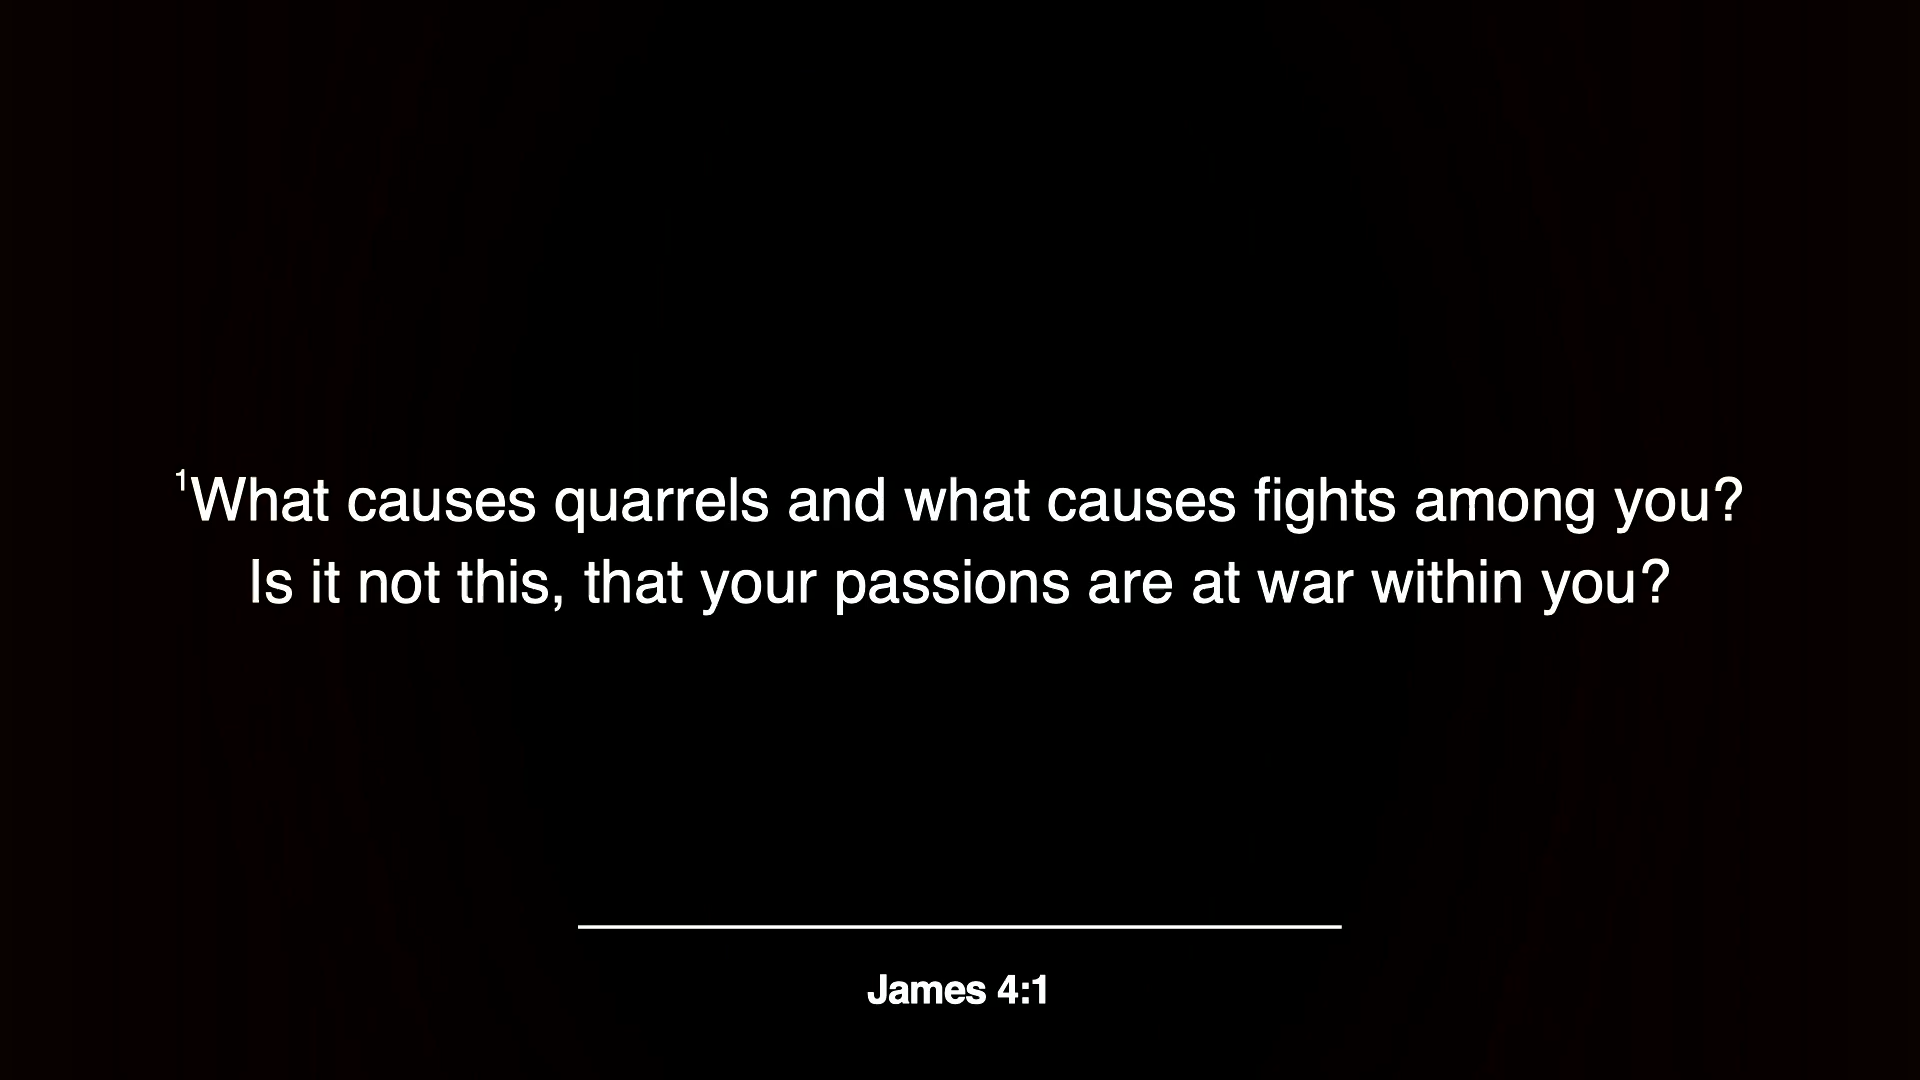 ¹What causes quarrels and what causes fights among you?
Is it not this, that your passions are at war within you?
James 4:1